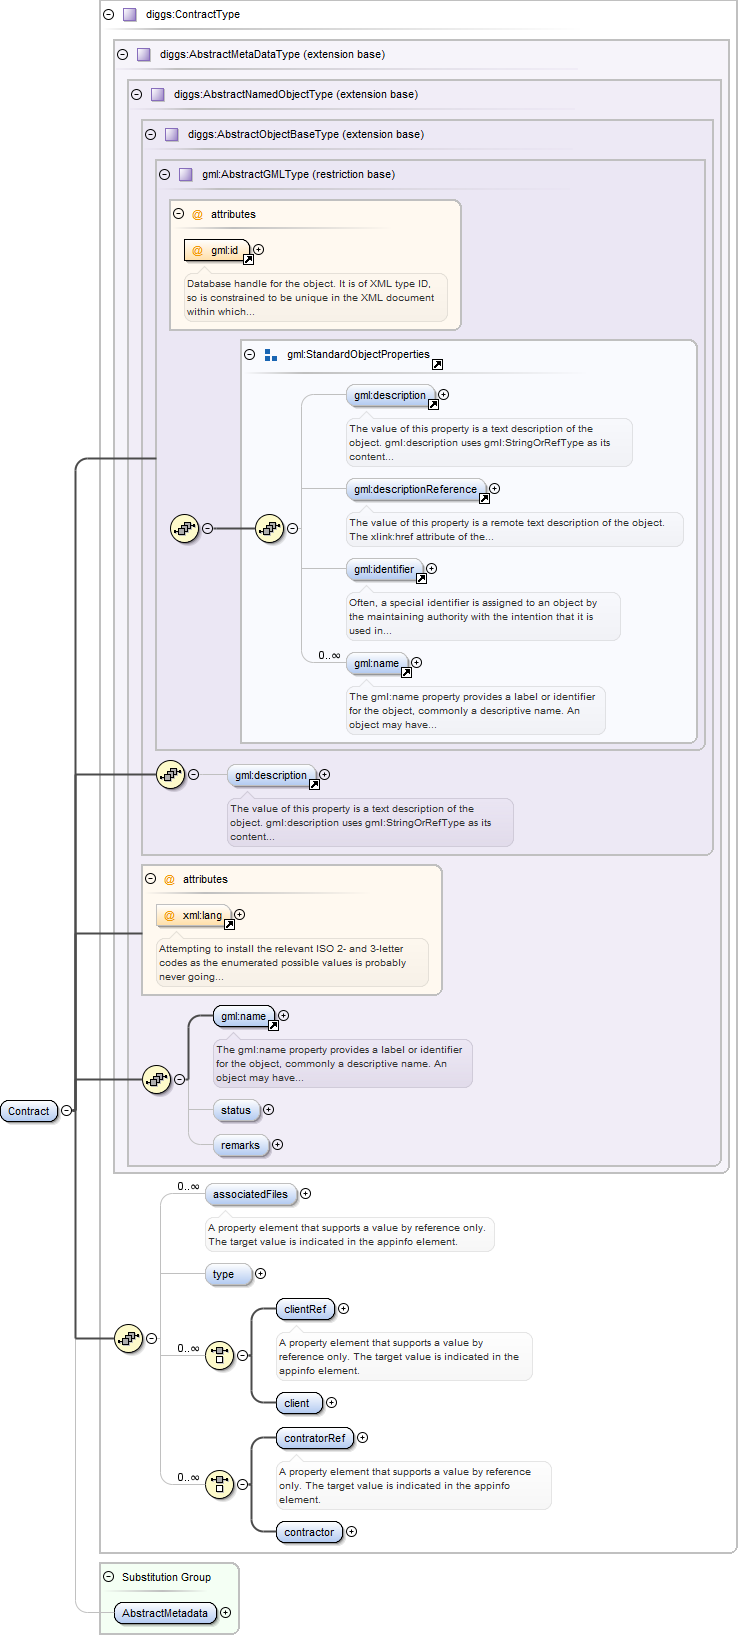 diggs:ContractType
diggs:AbstractMetaDataType (extension base)
diggs:AbstractNamedObjectType (extension base)
diggs:AbstractObjectBaseType (extension base)
gml:AbstractGMLType (restriction base)
@ attributes
@ gml:id
Database handle for the object. It is of XML type ID,
so is constrained to be unique in the XML document
within which...
gml:StandardObjectProperties
gml:description
The value of this property is a text description of the
object. gml:description uses gml:StringOrRefType as its
content...
gml:descriptionReference
The value of this property is a remote text description of the object.
The xlink:href attribute of the...
gml:identifier
Often, a special identifier is assigned to an object by
the maintaining authority with the intention that it is
used in...
0..∞
gml:name
The gml:name property provides a label or identifier
for the object, commonly a descriptive name. An
object may have...
gml:description
The value of this property is a text description of the
object. gml:description uses gml:StringOrRefType as its
content...
@ attributes
@ xml:lang
Attempting to install the relevant ISO 2- and 3-letter
codes as the enumerated possible values is probably
never going...
gml:name
The gml:name property provides a label or identifier
for the object, commonly a descriptive name. An
object may have...
status
remarks
Contract
0..∞
associatedFiles
A property element that supports a value by reference only.
The target value is indicated in the appinfo element.
type
clientRef
A property element that supports a value by
reference only. The target value is indicated in the
appinfo element.
0..∞
client
contratorRef
A property element that supports a value by reference
only. The target value is indicated in the appinfo
element.
0..∞
contractor
Substitution Group
AbstractMetadata